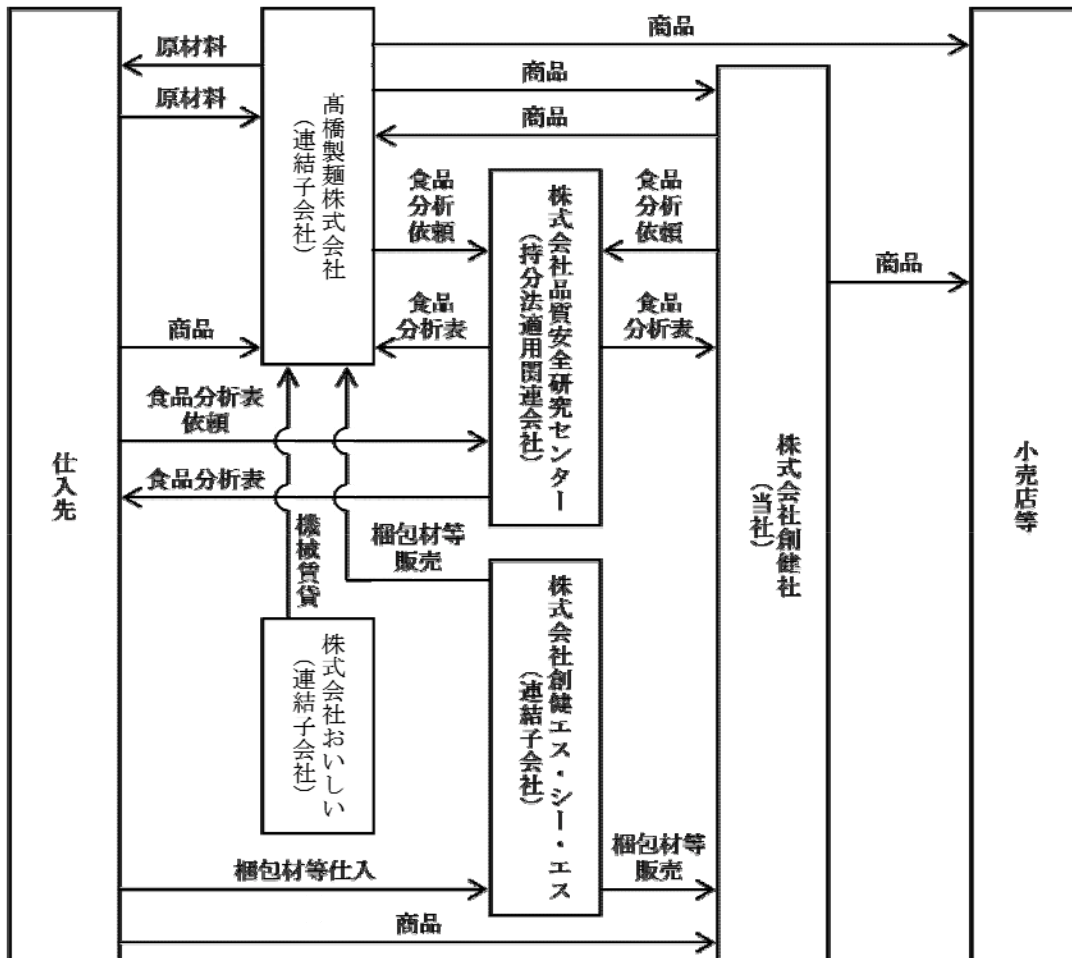 原材料
商品
原材料
商品
商品
髙橋製麺株式会社
（連結子会社）
食品
分析
依頼
食品
分析
依頼
株式会社品質安全研究センター
（持分法適用関連会社）
商品
商品
食品
分析表
食品
分析表
食品分析表
依頼
食品分析表
仕入先
株式会社創健社
（当社）
小売店等
機械賃貸
梱包材等
販売
株式会社おいしい
（連結子会社）
株式会社創健エス・シー・エス
（連結子会社）
梱包材等仕入
梱包材等
販売
商品